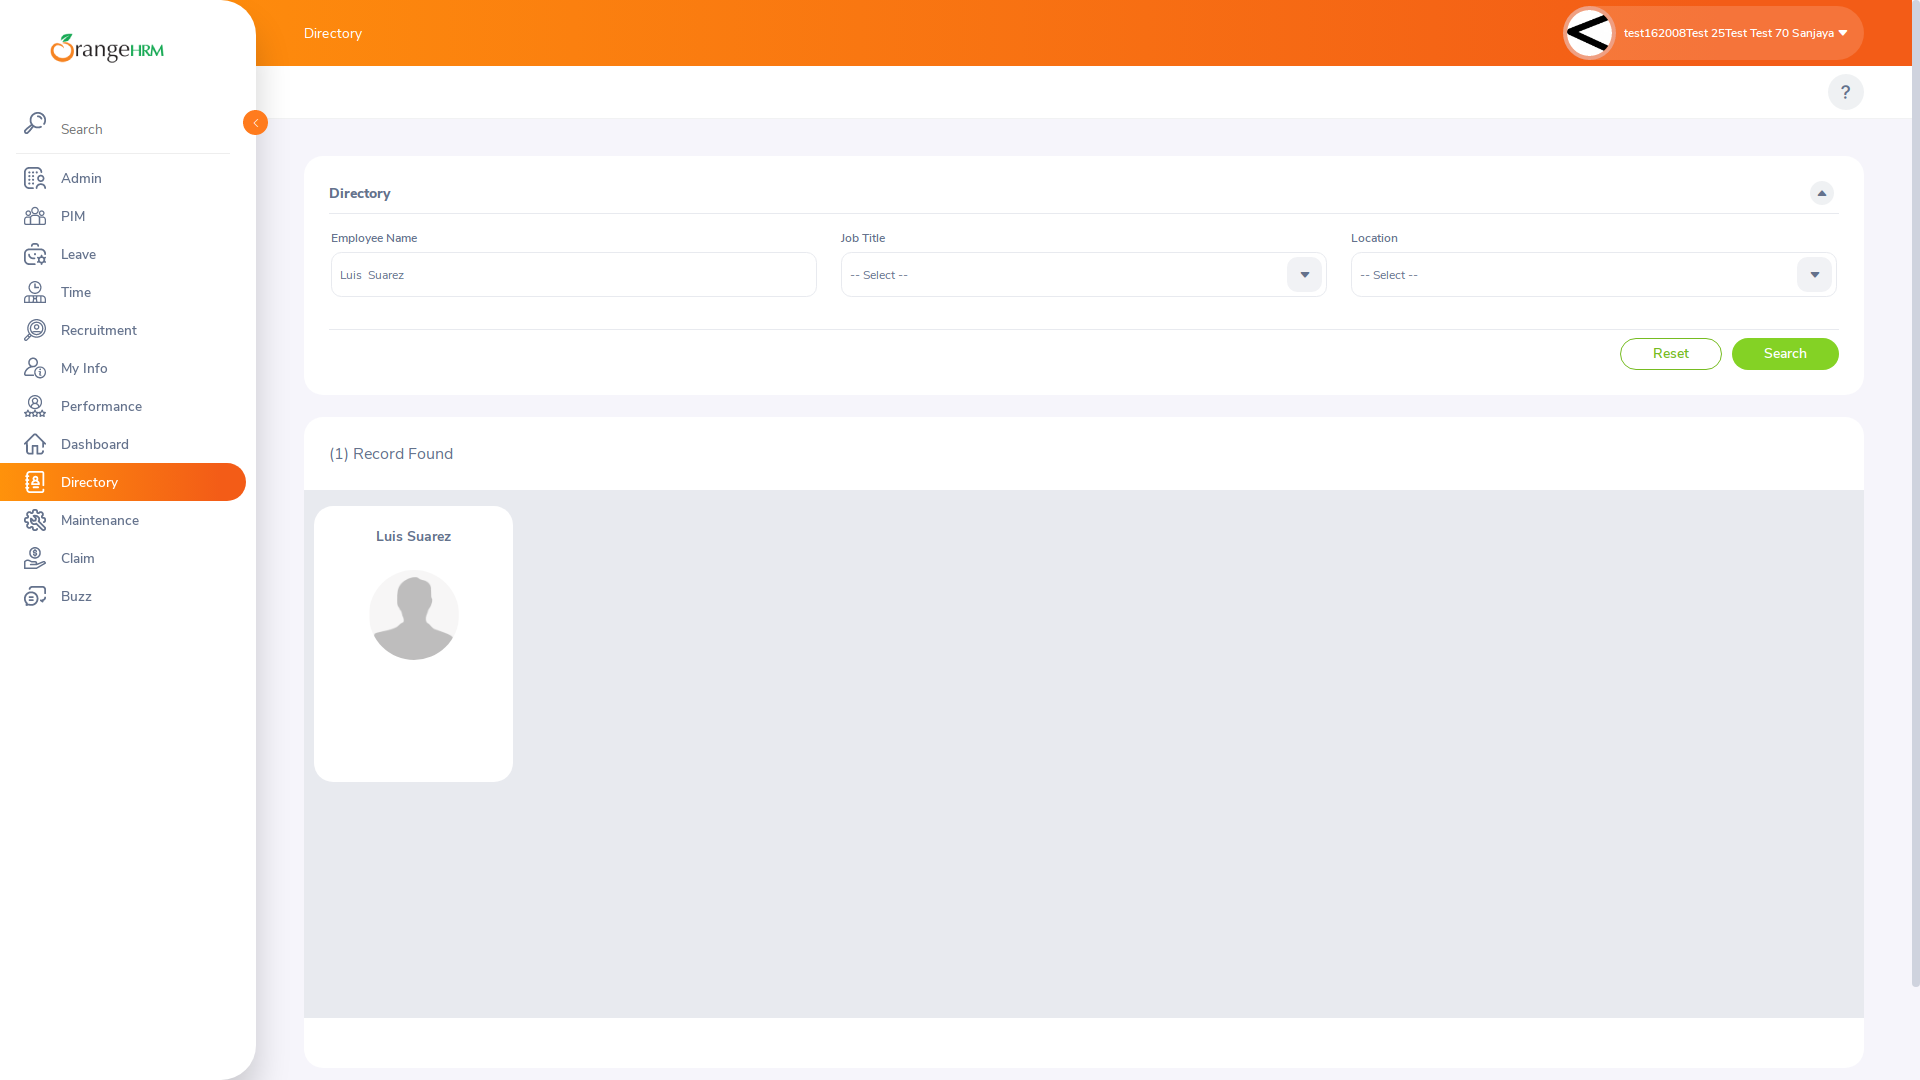 OrangeHRM
Directory
test162008Test 25Test Test 70 Sanjaya
?
Search
Admin
PIM
Leave
Time
Recruitment
My Info
Performance
Dashboard
Directory
Maintenance
Claim
Buzz
Directory
Employee Name
Job Title
Location
Luis  Suarez
-- Select --
-- Select --
Reset
Search
(1) Record Found
Luis Suarez